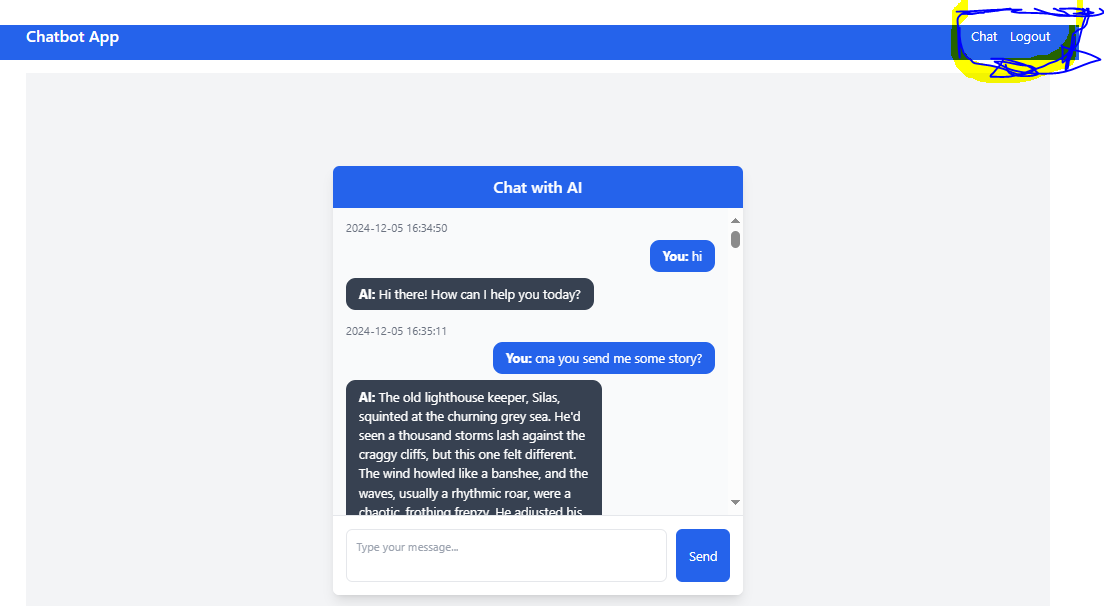 Chatbot App
Chat Logout
Chat with AI
2024-12-05 16:34:50
You: hi
AI: Hi there! How can I help you today?
2024-12-05 16:35:11
You: cna you send me some story?
AI: The old lighthouse keeper, Silas,
squinted at the churning grey sea. He'd
seen a thousand storms lash against the
craggy cliffs, but this one felt different.
The wind howled like a banshee, and the
waves, usually a rhythmic roar, were a
chaotic, frothing frenzy. He adjusted his
Type your message...
Send